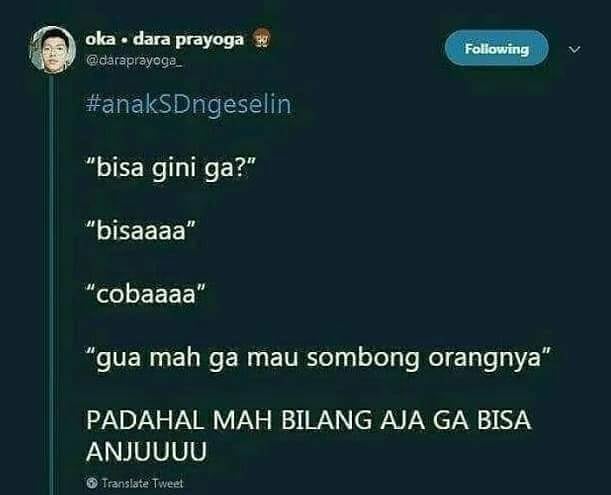 oka • dara prayoga
@daraprayoga_
Following
#anakSDngeselin
“bisa gini ga?”
“bisaaaa”
“cobaaaa”
“gua mah ga mau sombong orangnya”
PADAHAL MAH BILANG AJA GA BISA
ANJUUUU
Translate Tweet